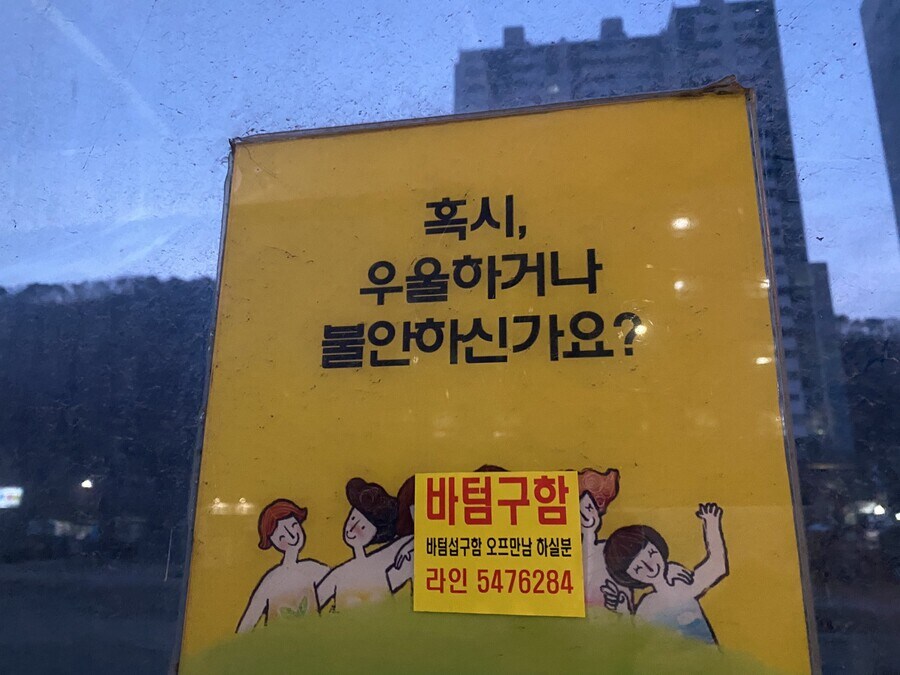 혹시,
우울하거나
불안하신가요?
바텀구함
바텀섭구함 오프만남 하실분
라인 5476284